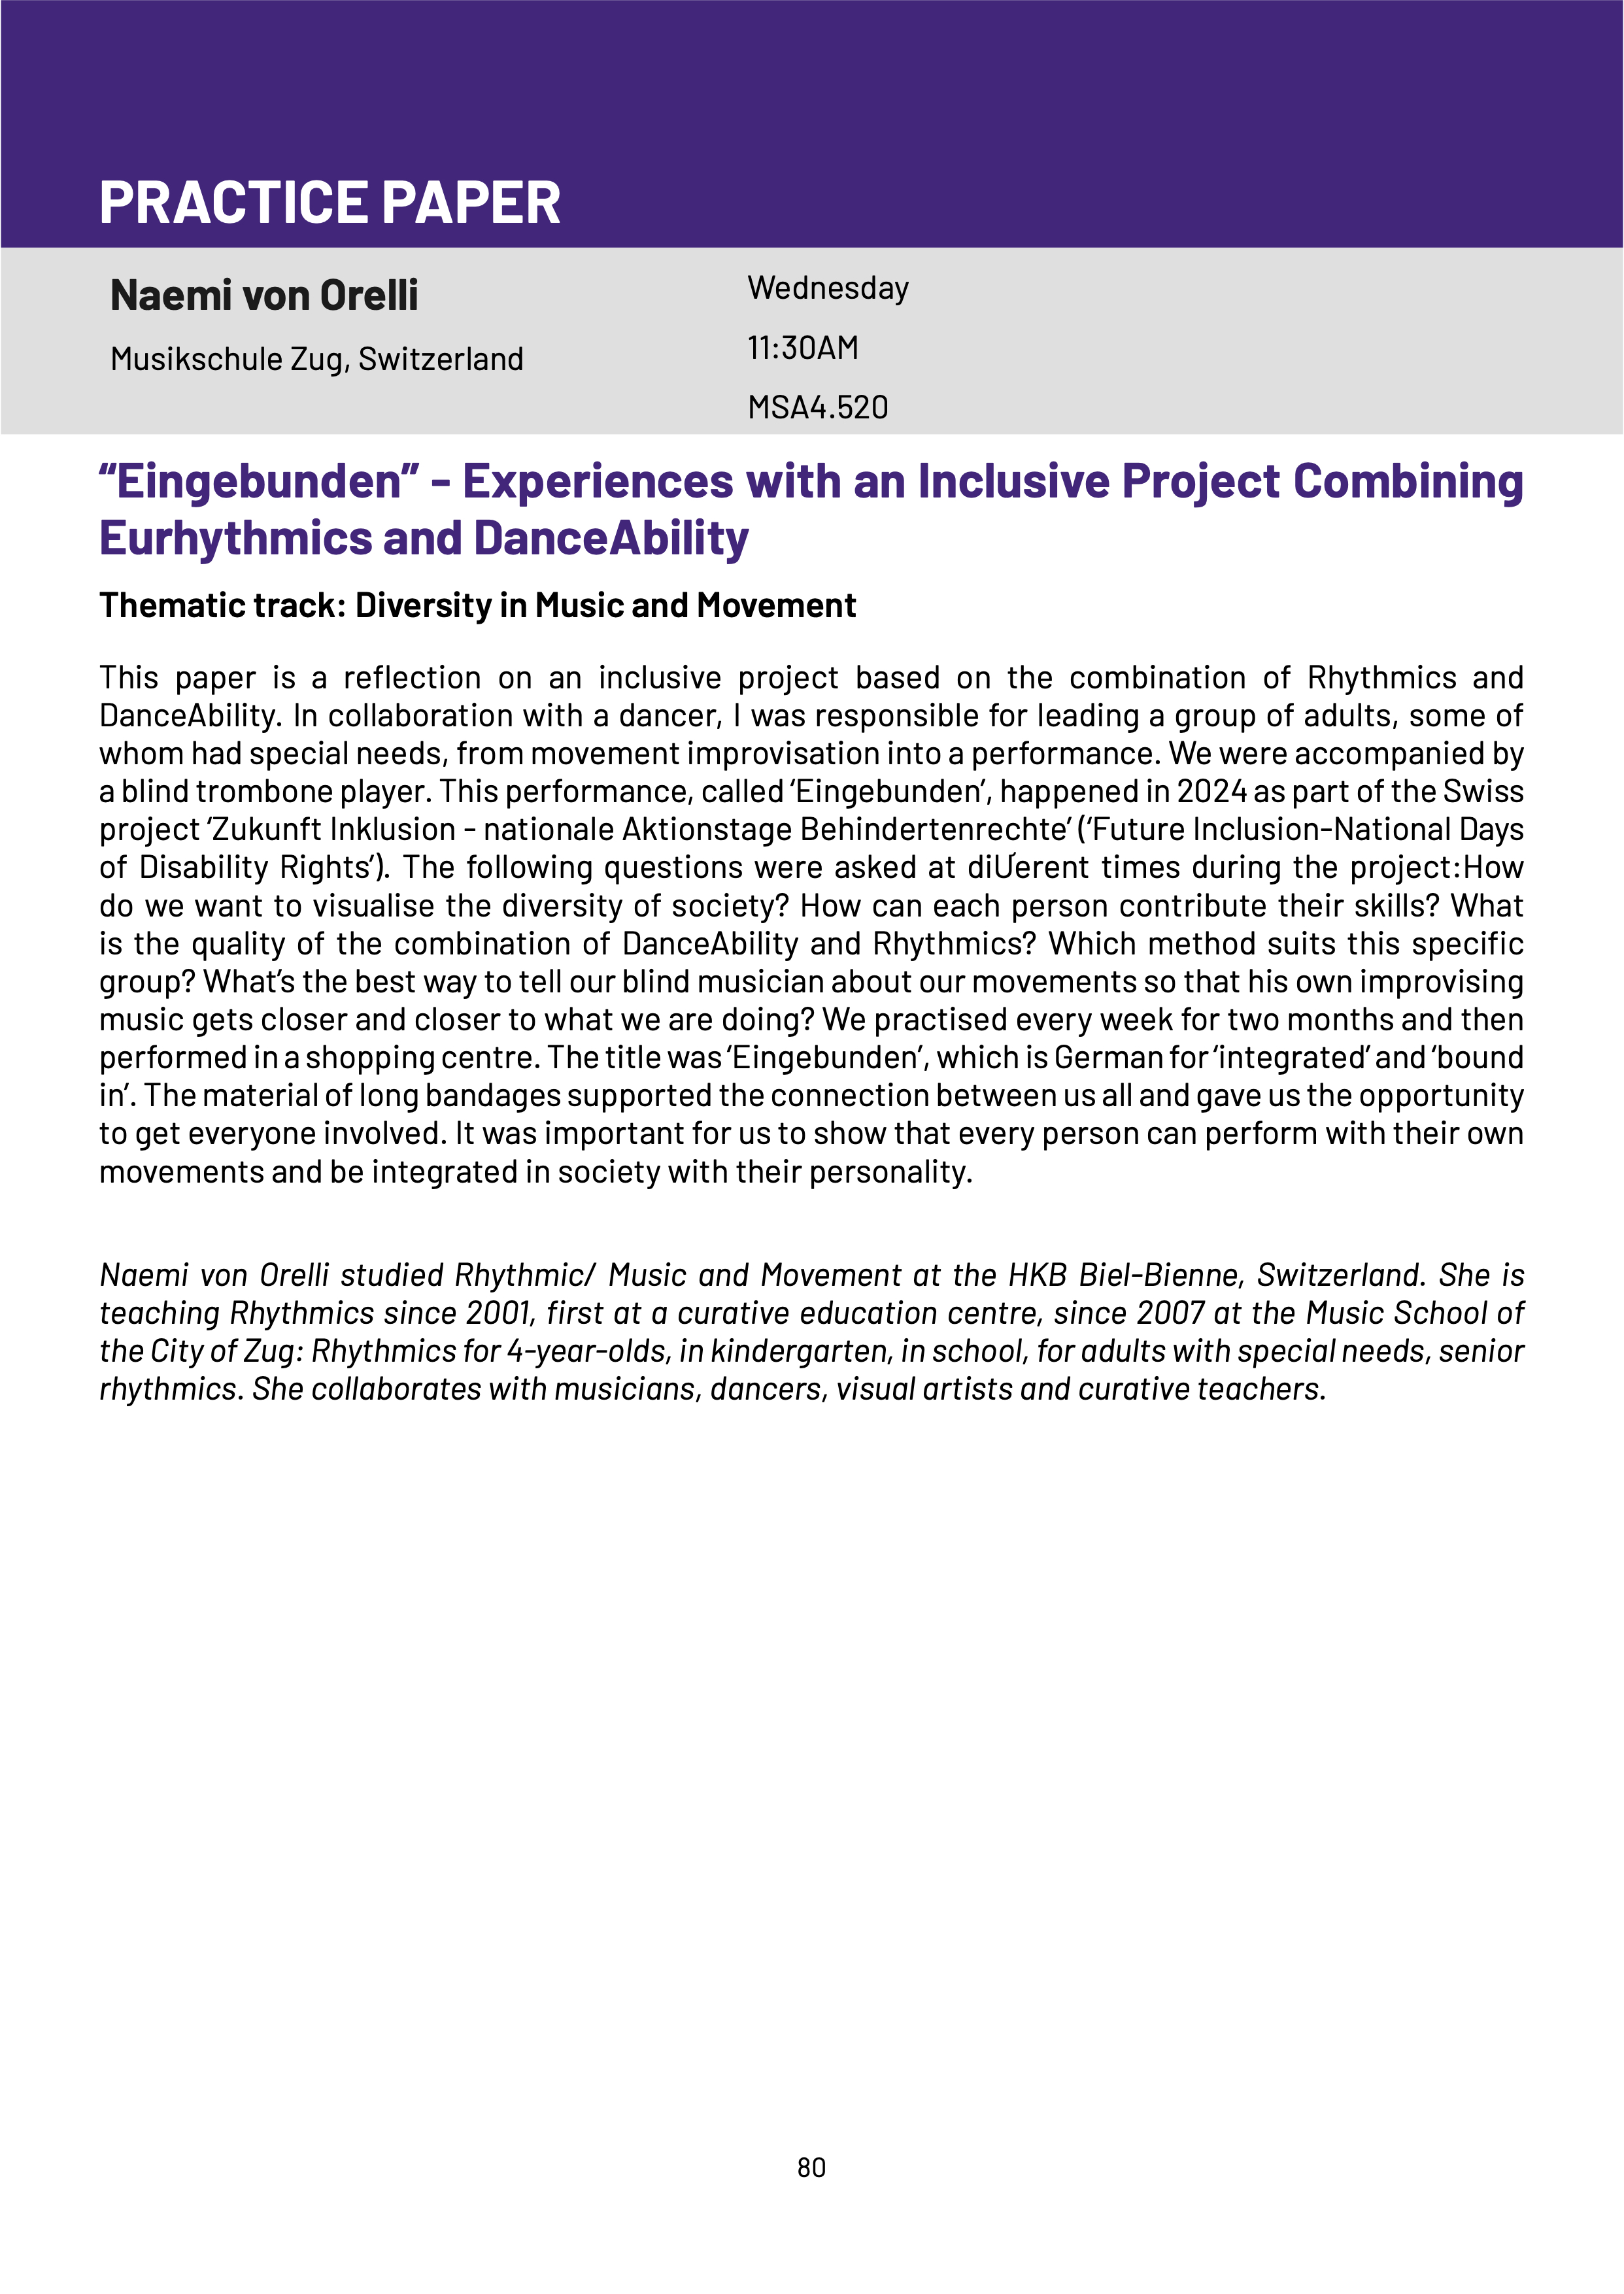 PRACTICE PAPER
Naemi von Orelli
Musikschule Zug, Switzerland
Wednesday
11:30AM
MSA4.520
“Eingebunden” - Experiences with an Inclusive Project Combining
Eurhythmics and DanceAbility
Thematic track: Diversity in Music and Movement
This paper is a reflection on an inclusive project based on the combination of Rhythmics and
DanceAbility. In collaboration with a dancer, I was responsible for leading a group of adults, some of
whom had special needs, from movement improvisation into a performance. We were accompanied by
a blind trombone player. This performance, called ‘Eingebunden’, happened in 2024 as part of the Swiss
project ‘Zukunft Inklusion - nationale Aktionstage Behindertenrechte’ (‘Future Inclusion-National Days
of Disability Rights’). The following questions were asked at diƯerent times during the project:How
do we want to visualise the diversity of society? How can each person contribute their skills? What
is the quality of the combination of DanceAbility and Rhythmics? Which method suits this specific
group? What’s the best way to tell our blind musician about our movements so that his own improvising
music gets closer and closer to what we are doing? We practised every week for two months and then
performed in a shopping centre. The title was ‘Eingebunden’, which is German for ‘integrated’ and ‘bound
in’. The material of long bandages supported the connection between us all and gave us the opportunity
to get everyone involved. It was important for us to show that every person can perform with their own
movements and be integrated in society with their personality.
Naemi von Orelli studied Rhythmic/ Music and Movement at the HKB Biel-Bienne, Switzerland. She is
teaching Rhythmics since 2001, first at a curative education centre, since 2007 at the Music School of
the City of Zug: Rhythmics for 4-year-olds, in kindergarten, in school, for adults with special needs, senior
rhythmics. She collaborates with musicians, dancers, visual artists and curative teachers.
80